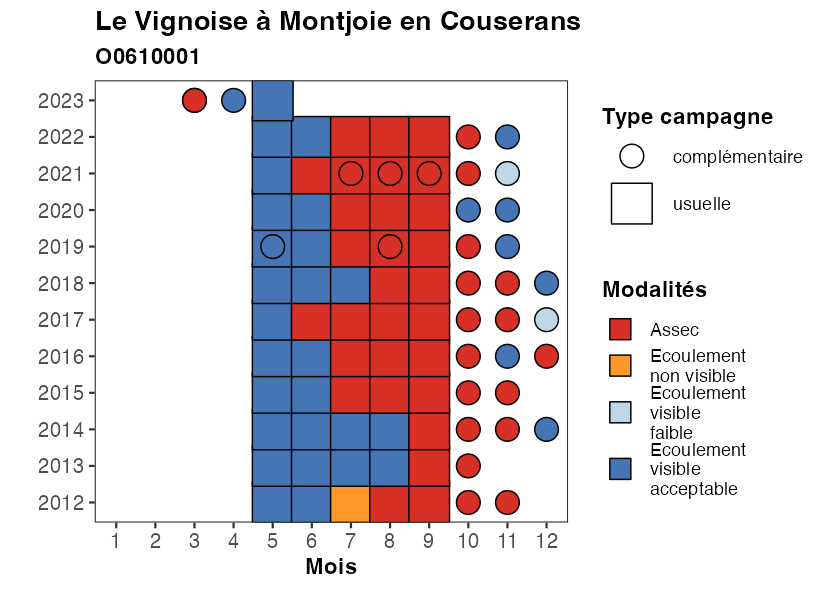 Le Vignoise à Montjoie en Couserans
O0610001
2023
2022
2021
2020
2019
2018
2017
2016
2015
2014
2013
2012
1 2 3 4 5 6 7 8 9 10 11 12
Mois
Type campagne
complémentaire
usuelle
Modalités
Assec
Ecoulement
non visible
Ecoulement
visible
faible
Ecoulement
visible
acceptable